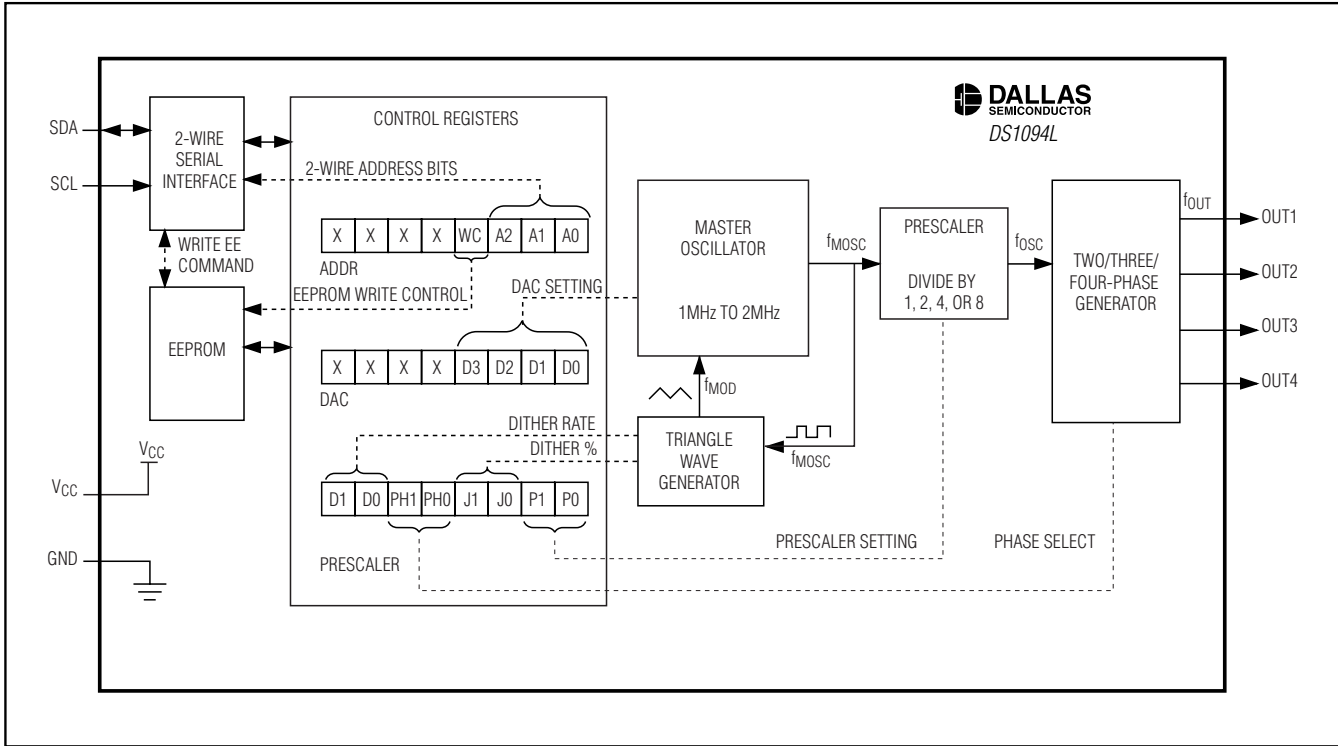 DALLAS
SEMICONDUCTOR
DS1094L
SDA
SCL
2-WIRE
SERIAL
INTERFACE
WRITE EE
COMMAND
EEPROM
VCC
VCC
GND
CONTROL REGISTERS
2-WIRE ADDRESS BITS
X X X X WC A2 A1 A0
ADDR
EEPROM WRITE CONTROL
DAC SETTING
X X X X D3 D2 D1 D0
DAC
DITHER RATE
DITHER %
D1 D0 PH1 PH0 J1 J0 P1 P0
PRESCALER
MASTER
OSCILLATOR
1MHz TO 2MHz
fMOD
TRIANGLE
WAVE
GENERATOR
fMOSC
fMOSC
PRESCALER
DIVIDE BY
1, 2, 4, OR 8
fOSC
PRESCALER SETTING
PHASE SELECT
TWO/THREE/
FOUR-PHASE
GENERATOR
fOUT
OUT1
OUT2
OUT3
OUT4